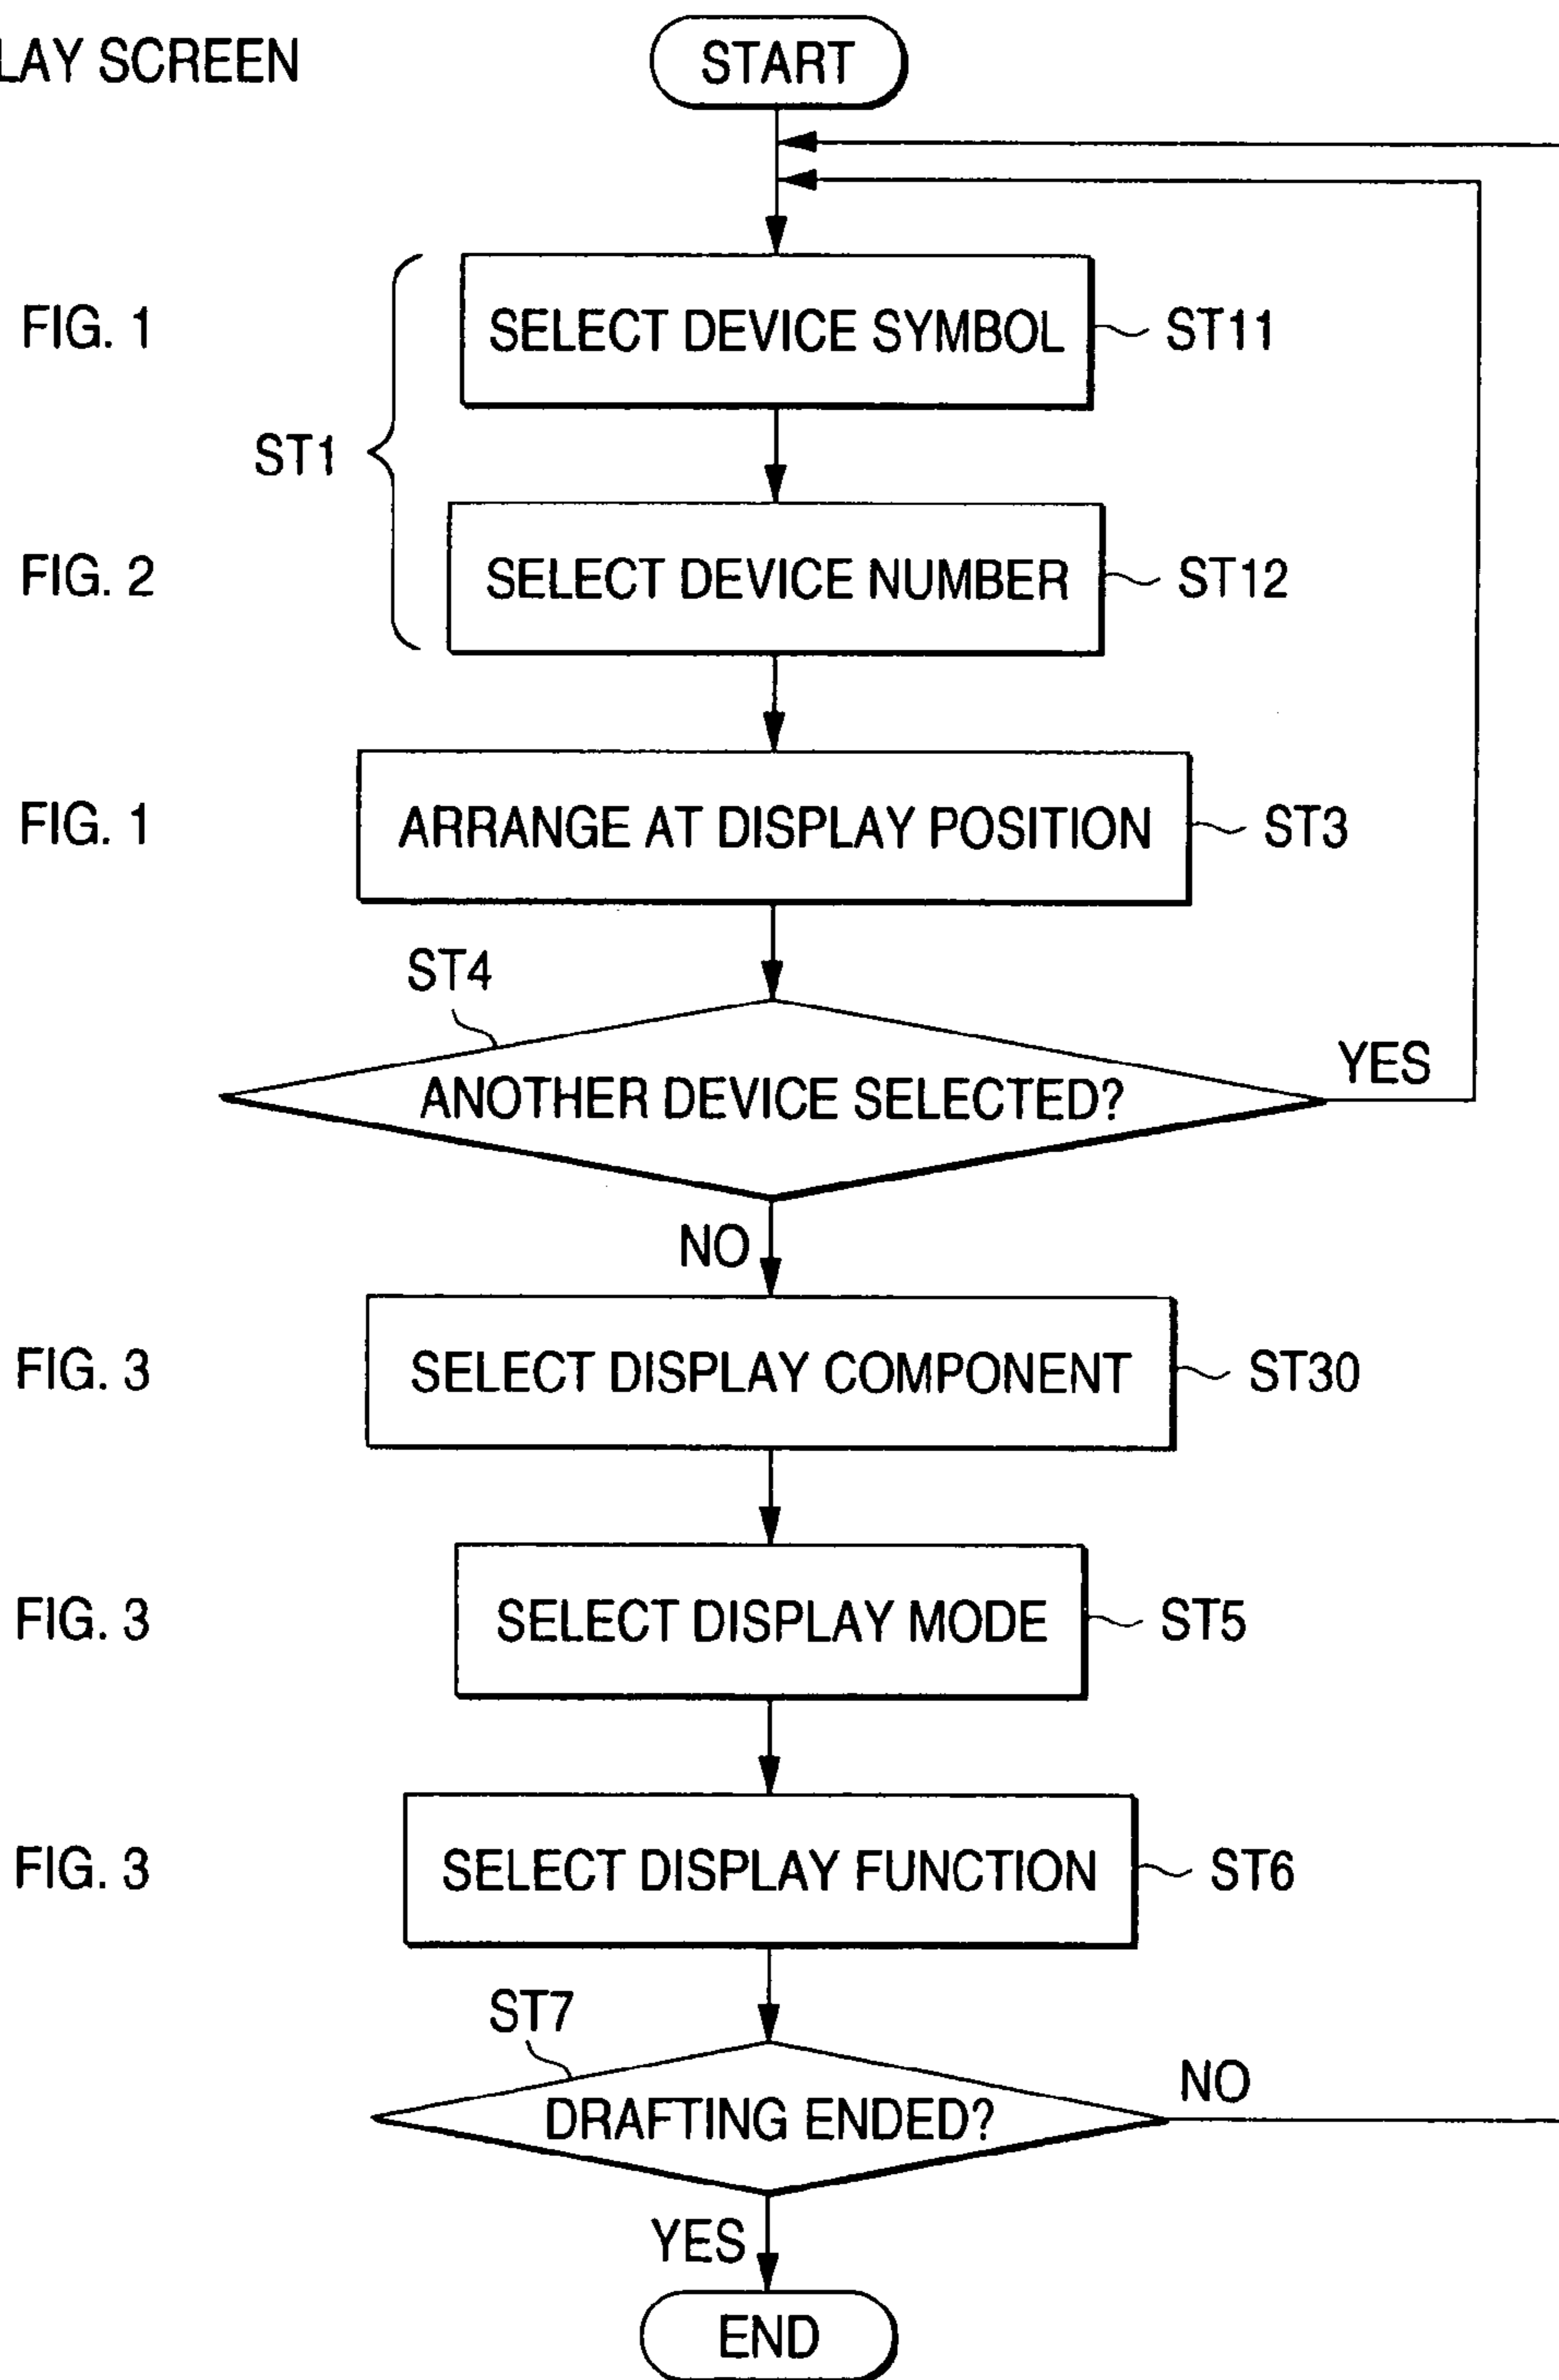 LAY SCREEN
START
FIG. 1
SELECT DEVICE SYMBOL
ST11
ST1
FIG. 2
SELECT DEVICE NUMBER
ST12
FIG. 1
ARRANGE AT DISPLAY POSITION
ST3
ST4
ANOTHER DEVICE SELECTED?
YES
NO
FIG. 3
SELECT DISPLAY COMPONENT
ST30
FIG. 3
SELECT DISPLAY MODE
ST5
FIG. 3
SELECT DISPLAY FUNCTION
ST6
ST7
DRAFTING ENDED?
NO
YES
END